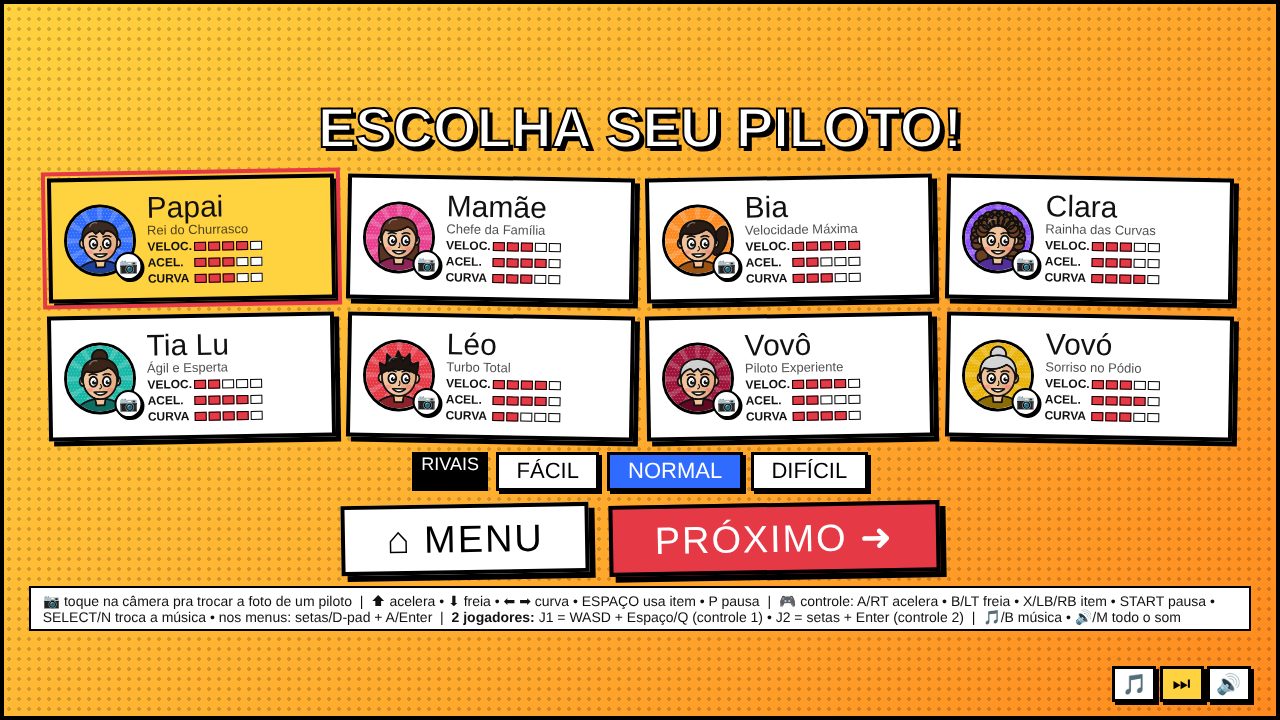 ESCOLHA SEU PILOTO!
Papai
Rei do Churrasco
VELOC.
ACEL.
CURVA
Mamãe
Chefe da Família
VELOC.
ACEL.
CURVA
Bia
Velocidade Máxima
VELOC.
ACEL.
CURVA
Clara
Rainha das Curvas
VELOC.
ACEL.
CURVA
Tia Lu
Ágil e Esperta
VELOC.
ACEL.
CURVA
Léo
Turbo Total
VELOC.
ACEL.
CURVA
Vovô
Piloto Experiente
VELOC.
ACEL.
CURVA
Vovó
Sorriso no Pódio
VELOC.
ACEL.
CURVA
RIVAIS FÁCIL NORMAL DIFÍCIL
⌂ MENU PRÓXIMO ➜
📷 toque na câmera pra trocar a foto de um piloto | ⬆ acelera • ⬇ freia • ⬅ ➡ curva • ESPAÇO usa item • P pausa | 🎮 controle: A/RT acelera • B/LT freia • X/LB/RB item • START pausa •
SELECT/N troca a música • nos menus: setas/D-pad + A/Enter | 2 jogadores: J1 = WASD + Espaço/Q (controle 1) • J2 = setas + Enter (controle 2) | 🎵/B música • 🔊/M todo o som